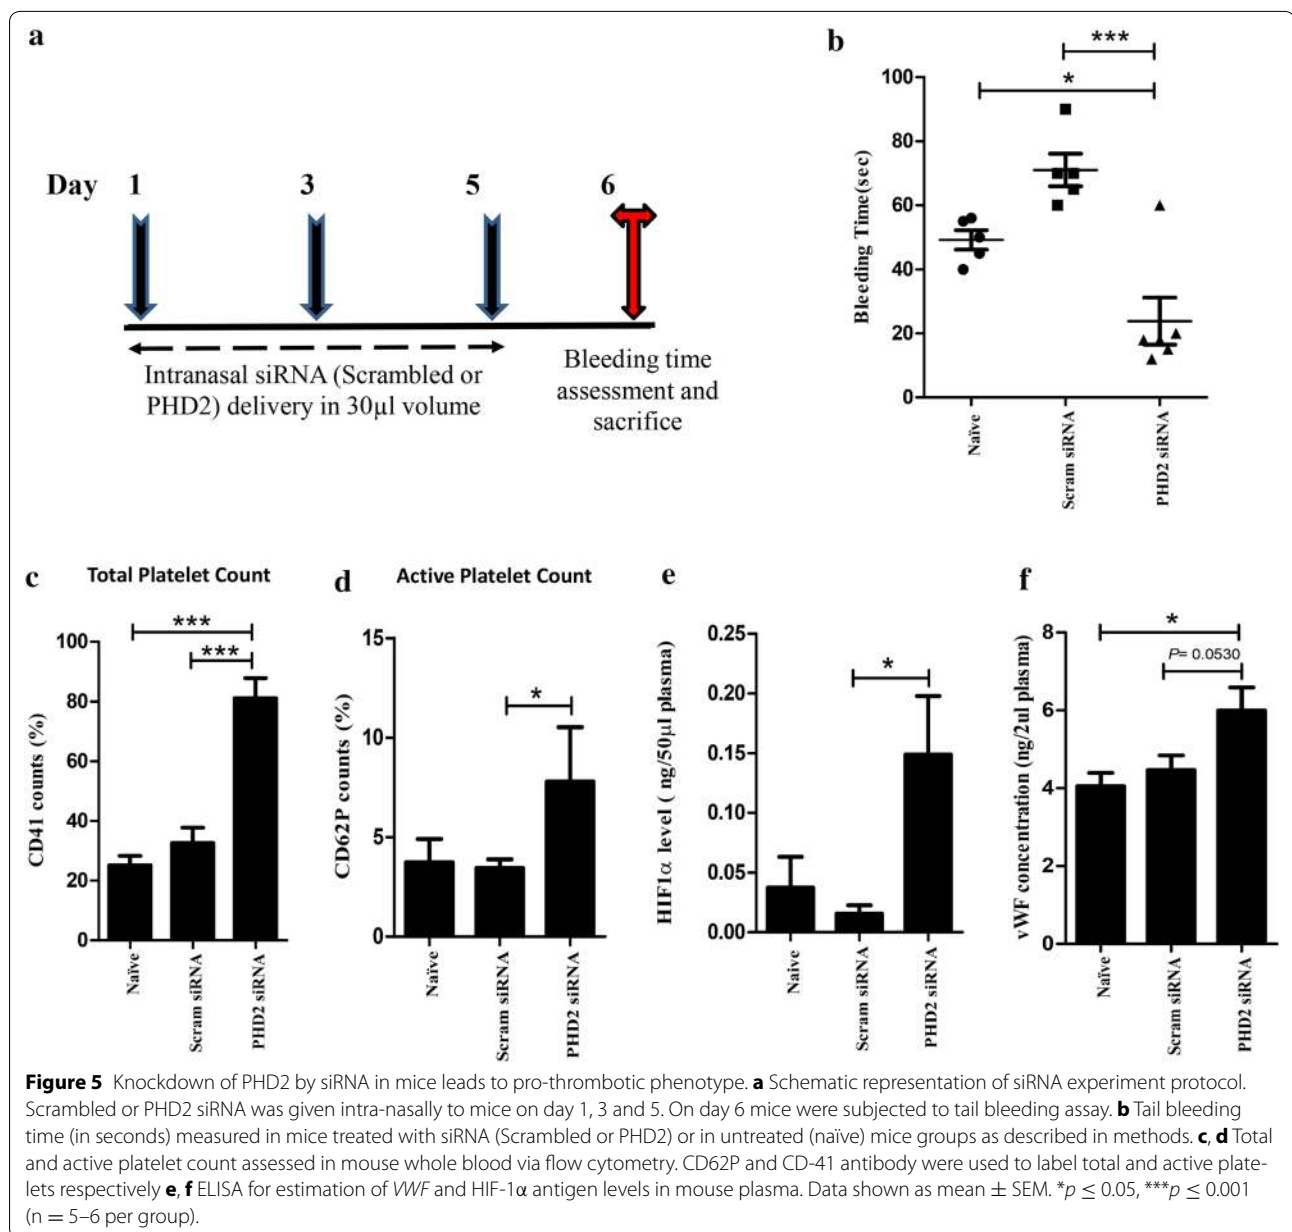 a
Day 1 3 5 6
Intranasal siRNA (Scrambled or
PHD2) delivery in 30µl volume
Bleeding time
assessment and
sacrifice
b
***
*
100
80
60
40
20
0
Bleeding Time(sec)
Naïve
Scram siRNA
PHD2 siRNA
c
Total Platelet Count
***
***
100
80
60
40
20
0
CD41 counts (%)
Naïve
Scram siRNA
PHD2 siRNA
d
Active Platelet Count
*
15
10
5
0
CD62P counts (%)
Naïve
Scram siRNA
PHD2 siRNA
e
*
0.25
0.20
0.15
0.10
0.05
0.00
HIF1α level ( ng/50µl plasma)
Naive
Scram siRNA
PHD2 siRNA
f
*
P= 0.0530
8
6
4
2
0
vWF concentration (ng/2ul plasma)
Naïve
Scram siRNA
PHD2 siRNA
Figure 5 Knockdown of PHD2 by siRNA in mice leads to pro-thrombotic phenotype. a Schematic representation of siRNA experiment protocol.
Scrambled or PHD2 siRNA was given intra-nasally to mice on day 1, 3 and 5. On day 6 mice were subjected to tail bleeding assay. b Tail bleeding
time (in seconds) measured in mice treated with siRNA (Scrambled or PHD2) or in untreated (naïve) mice groups as described in methods. c, d Total
and active platelet count assessed in mouse whole blood via flow cytometry. CD62P and CD-41 antibody were used to label total and active plate-
lets respectively e, f ELISA for estimation of VWF and HIF-1α antigen levels in mouse plasma. Data shown as mean ± SEM. *p ≤ 0.05, ***p ≤ 0.001
(n = 5–6 per group).